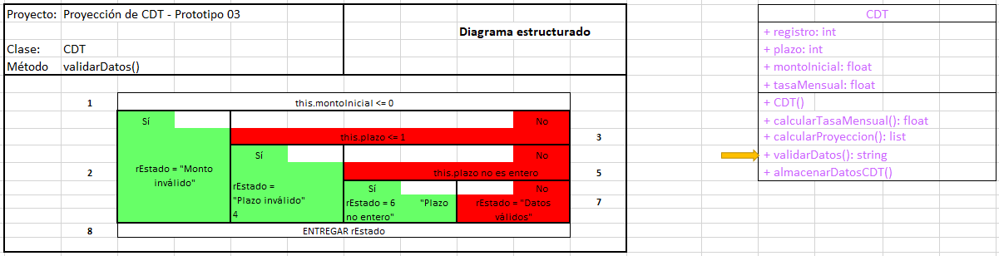 Proyecto: Proyección de CDT - Prototipo 03
Diagrama estructurado
Clase: CDT
Método validarDatos()
1 this.montoInicial <= 0
Sí No
this.plazo <= 1 3
Sí No
2 rEstado = "Monto inválido" this.plazo no es entero 5
rEstado =
"Plazo inválido"
4
Sí No
rEstado = 6 "Plazo
no entero"
rEstado = "Datos
válidos"
7
8 ENTREGAR rEstado
CDT
+ registro: int
+ plazo: int
+ montoInicial: float
+ tasaMensual: float
+ CDT()
+ calcularTasaMensual(): float
+ calcularProyeccion(): list
+ validarDatos(): string
+ almacenarDatosCDT()